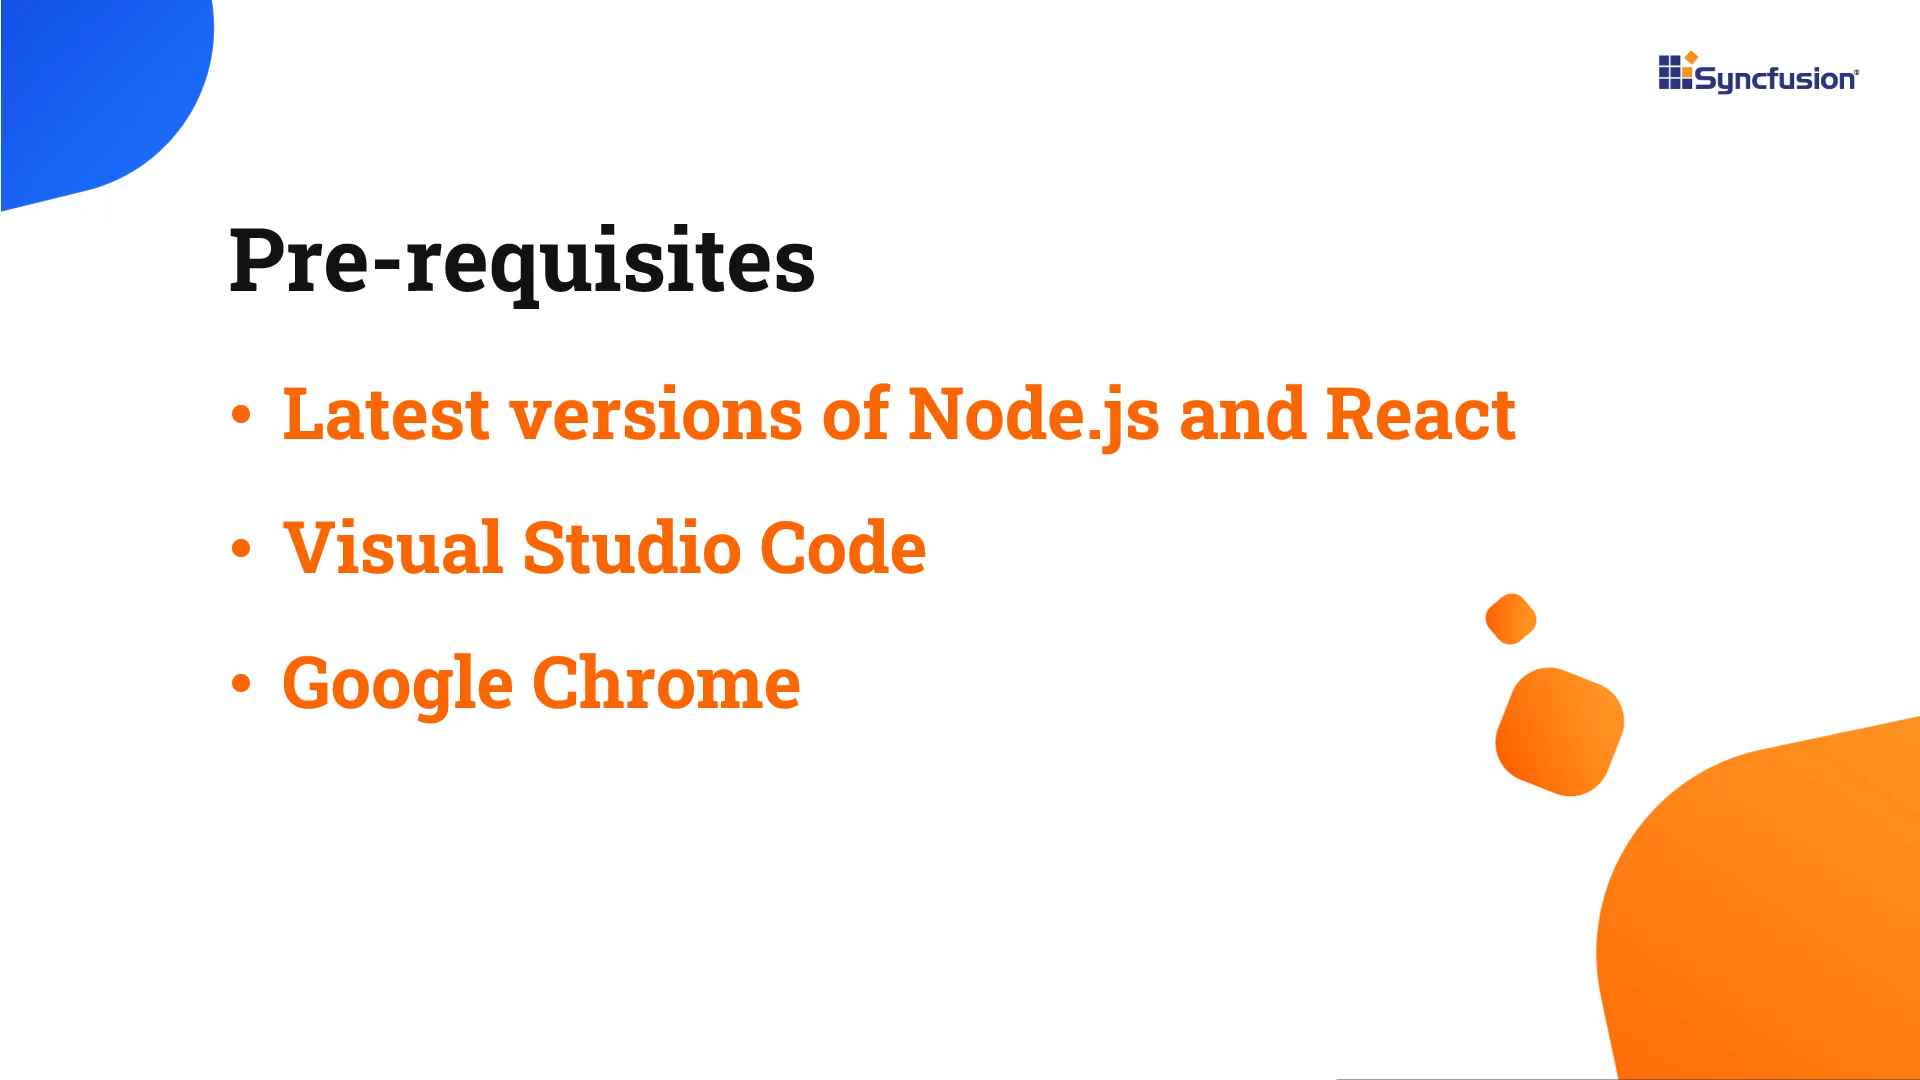 Syncfusion®
Pre-requisites
• Latest versions of Node.js and React
• Visual Studio Code
• Google Chrome